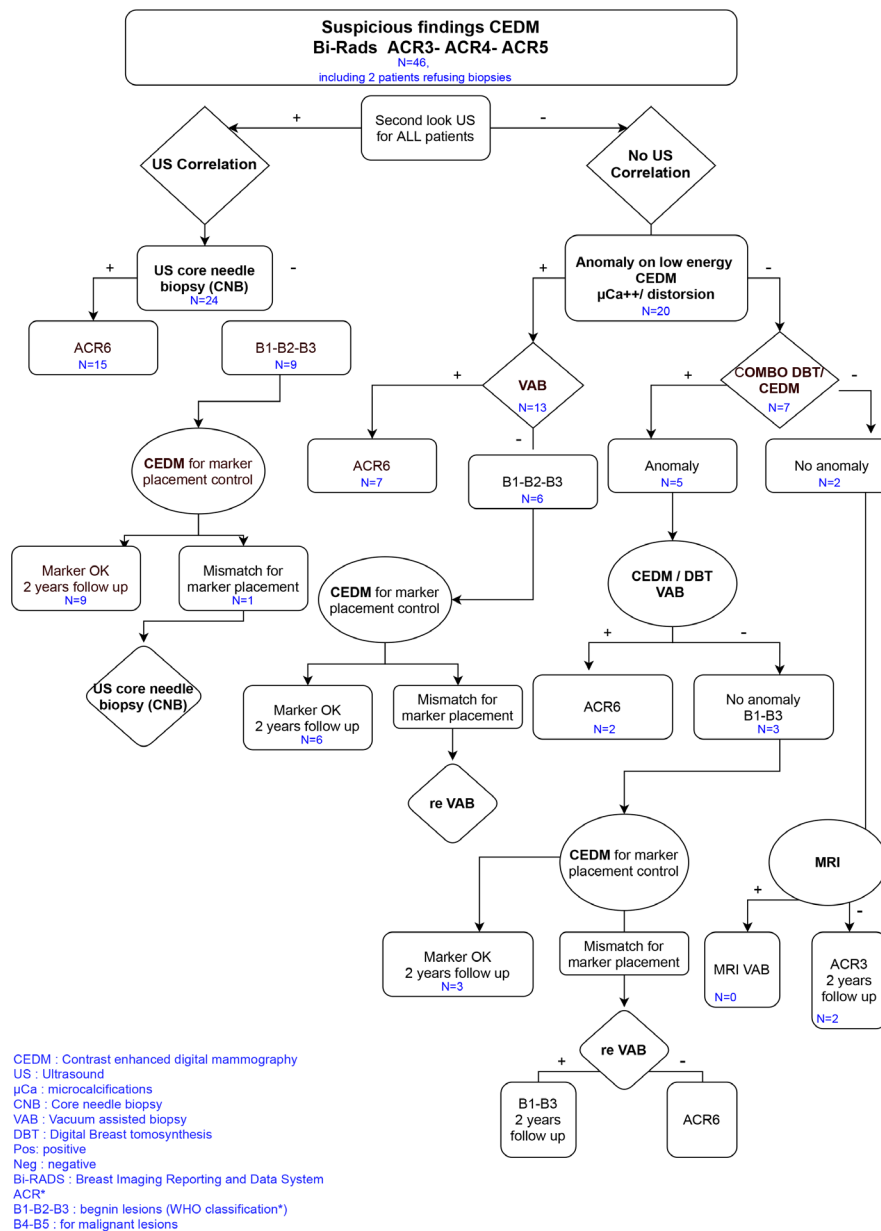 Suspicious findings CEDM
Bi-Rads ACR3- ACR4- ACR5
N=46,
including 2 patients refusing biopsies
Second look US
for ALL patients
+
-
US Correlation
No US
Correlation
US core needle
biopsy (CNB)
N=24
+
-
Anomaly on low energy
CEDM
µCa++/ distorsion
N=20
+
-
ACR6
N=15
B1-B2-B3
N=9
VAB
N=13
+
-
COMBO DBT/
CEDM
N=7
+
-
CEDM for marker
placement control
ACR6
N=7
B1-B2-B3
N=6
Anomaly
N=5
No anomaly
N=2
Marker OK
2 years follow up
N=9
Mismatch for
marker placement
N=1
CEDM for marker
placement control
CEDM / DBT
VAB
+
-
US core needle
biopsy (CNB)
Marker OK
2 years follow up
N=6
Mismatch for
marker placement
ACR6
N=2
No anomaly
B1-B3
N=3
re VAB
CEDM for marker
placement control
MRI
+
-
Marker OK
2 years follow up
N=3
Mismatch for
marker placement
MRI VAB
N=0
ACR3
2 years
follow up
N=2
re VAB
+
-
B1-B3
2 years
follow up
ACR6
CEDM : Contrast enhanced digital mammography
US : Ultrasound
µCa : microcalcifications
CNB : Core needle biopsy
VAB : Vacuum assisted biopsy
DBT : Digital Breast tomosynthesis
Pos: positive
Neg : negative
Bi-RADS : Breast Imaging Reporting and Data System
ACR*
B1-B2-B3 : begnin lesions (WHO classification*)
B4-B5 : for malignant lesions